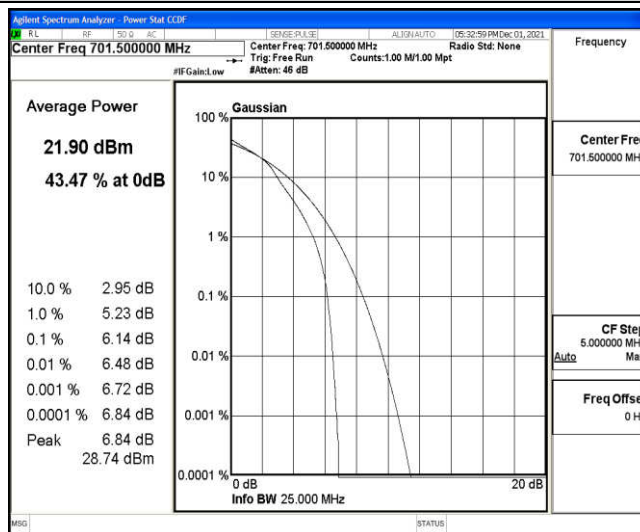 Agilent Spectrum Analyzer - Power Stat CCDF
RL RF 50 Ω AC SENSE:PULSE ALIGNAUTO 05:32:59 PM Dec 01, 2021
Center Freq 701.500000 MHz
Center Freq: 701.500000 MHz Radio Std: None
Trig: Free Run Counts:1.00 M/1.00 Mpt
#IFGain:Low #Atten: 46 dB
Frequency
Average Power
21.90 dBm
43.47 % at 0dB
10.0 % 2.95 dB
1.0 % 5.23 dB
0.1 % 6.14 dB
0.01 % 6.48 dB
0.001 % 6.72 dB
0.0001 % 6.84 dB
Peak 6.84 dB
28.74 dBm
Gaussian
100 %
10 %
1 %
0.1 %
0.01 %
0.001 %
0.0001 %
0 dB 20 dB
Info BW 25.000 MHz
Center Fre
701.500000 MH
CF Step
5.000000 MH
Auto Ma
Freq Offse
0 H
MSG STATUS